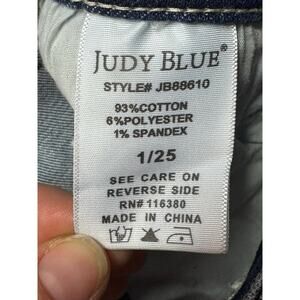 JUDY BLUE®
STYLE# JB88610
93%COTTON
6%POLYESTER
1% SPANDEX
1/25
SEE CARE ON
REVERSE SIDE
RN# 116380
MADE IN CHINA